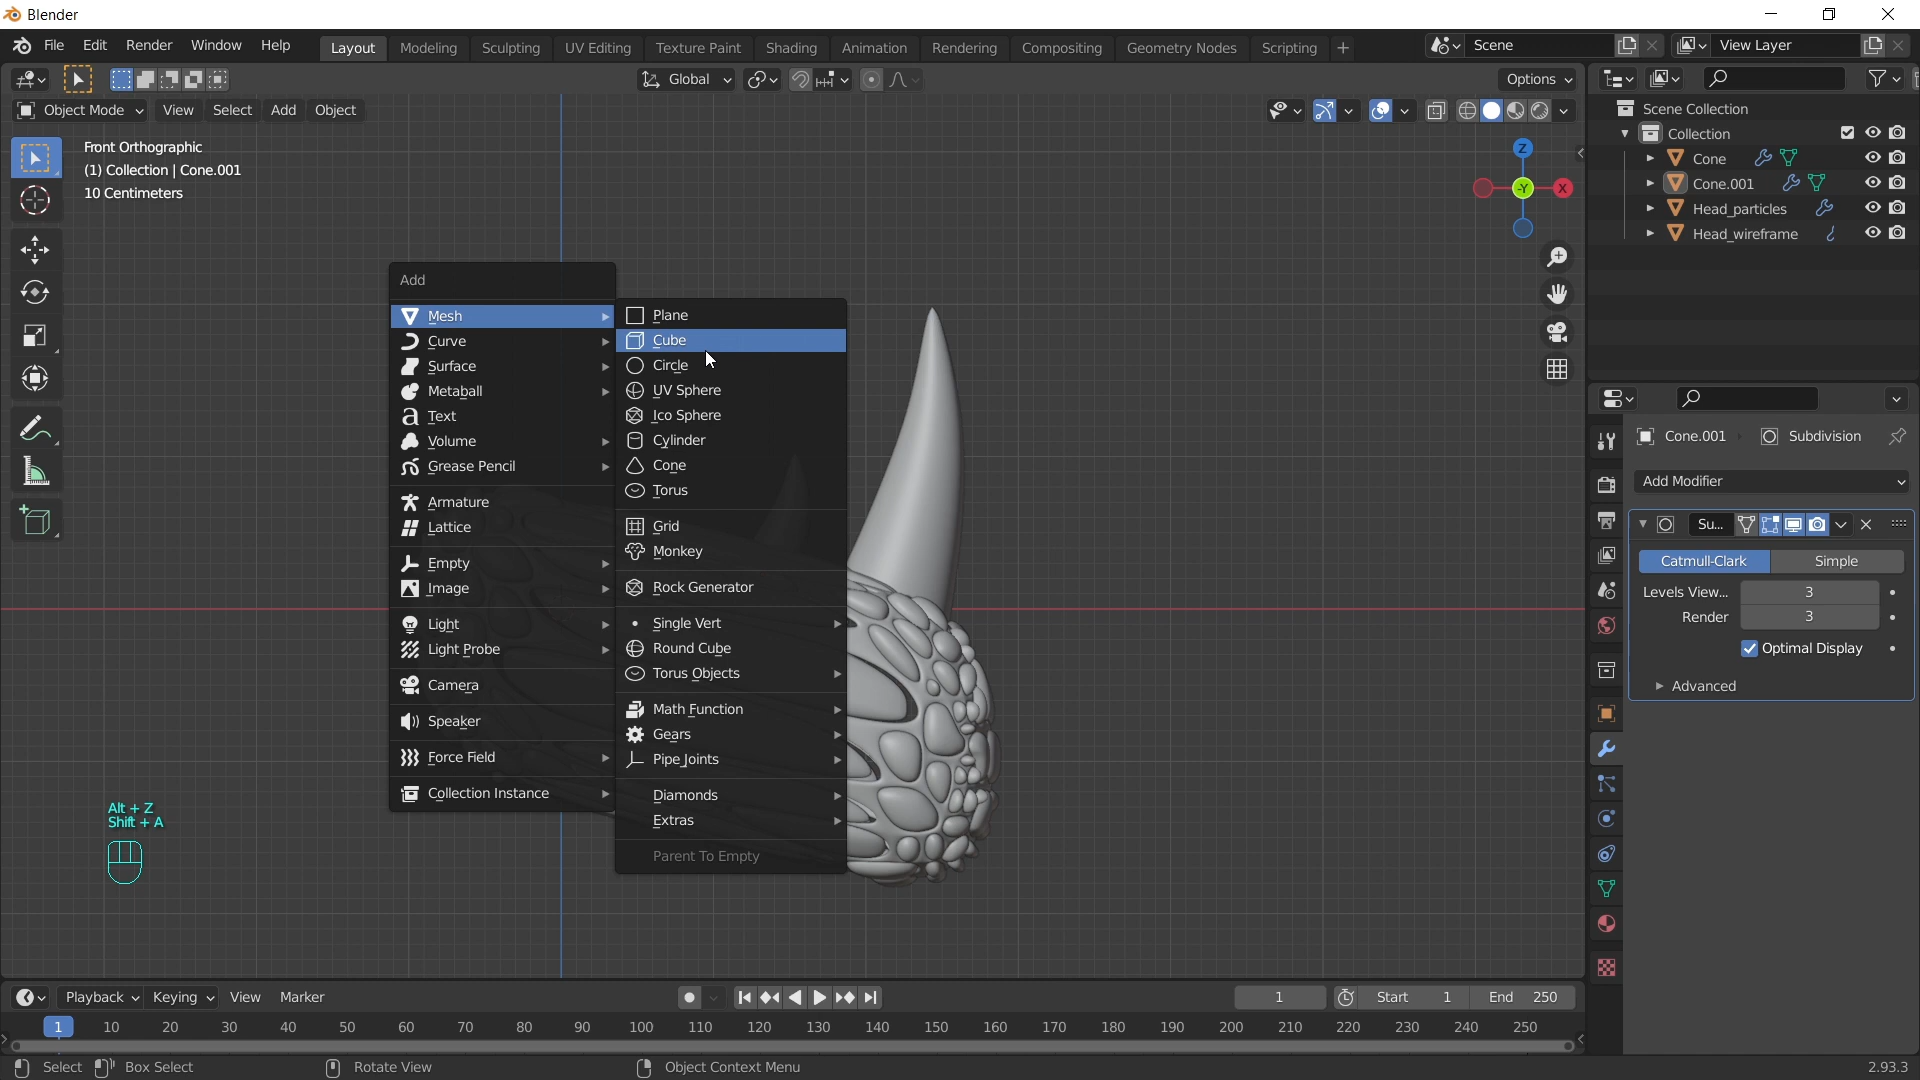 Blender
File Edit Render Window Help Layout Modeling Sculpting UV Editing Texture Paint Shading Animation Rendering Compositing Geometry Nodes Scripting + Scene View Layer
Global Options
Object Mode View Select Add Object
Front Orthographic
(1) Collection | Cone.001
10 Centimeters
Z
-Y X
Scene Collection
Collection
Cone
Cone.001
Head_particles
Head_wireframe
Add
Mesh
Curve
Surface
Metaball
Text
Volume
Grease Pencil
Armature
Lattice
Empty
Image
Light
Light Probe
Camera
Speaker
Force Field
Collection Instance
Plane
Cube
Circle
UV Sphere
Ico Sphere
Cylinder
Cone
Torus
Grid
Monkey
Rock Generator
Single Vert
Round Cube
Torus Objects
Math Function
Gears
Pipe Joints
Diamonds
Extras
Parent To Empty
Cone.001 Subdivision
Add Modifier
Su...
Catmull-Clark Simple
Levels View... 3
Render 3
Optimal Display
Advanced
Alt + Z
Shift + A
Playback Keying View Marker 1 Start 1 End 250
1 10 20 30 40 50 60 70 80 90 100 110 120 130 140 150 160 170 180 190 200 210 220 230 240 250
Select Box Select Rotate View Object Context Menu 2.93.3